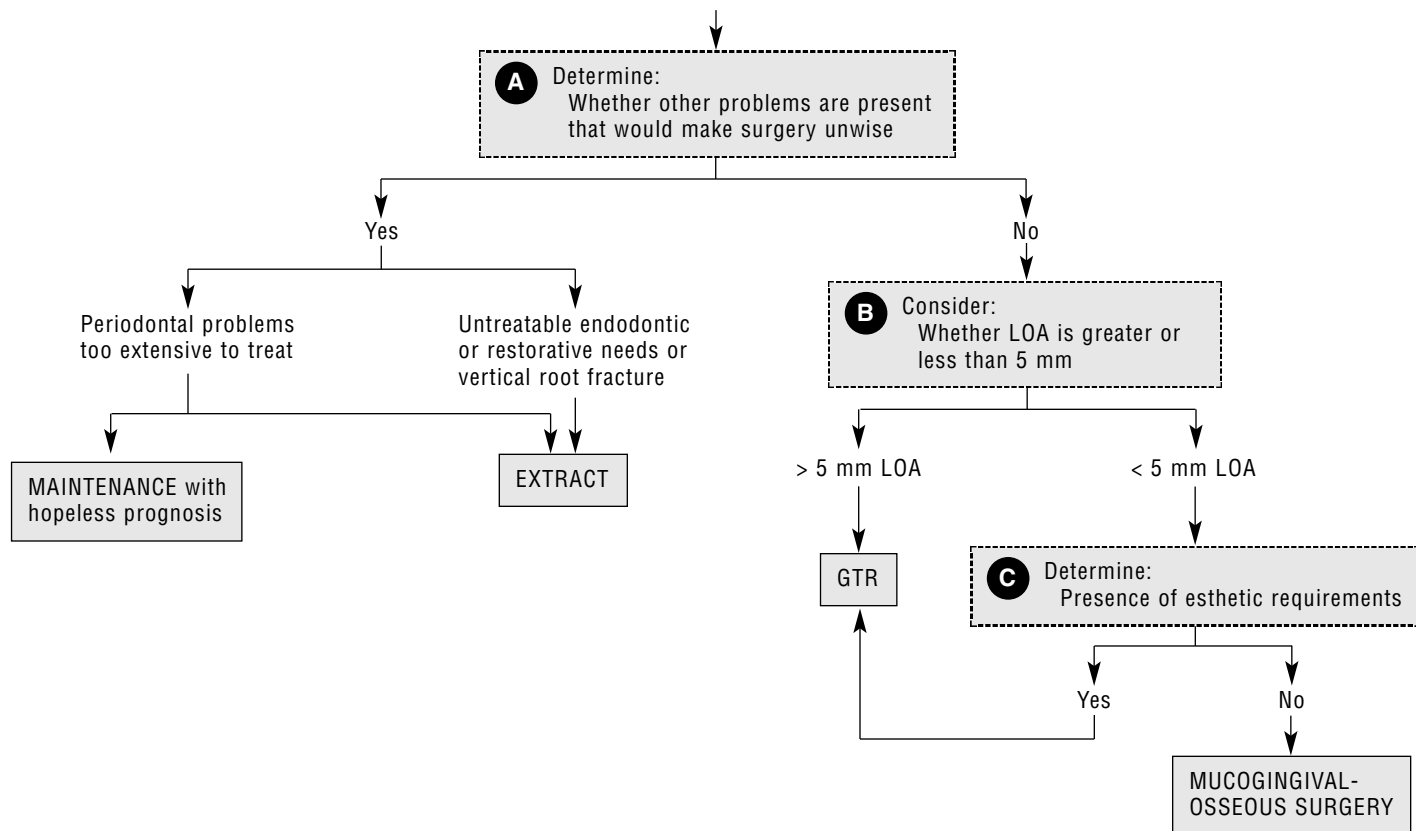 A
Determine:
Whether other problems are present
that would make surgery unwise
Yes
No
Periodontal problems
too extensive to treat
Untreatable endodontic
or restorative needs or
vertical root fracture
B
Consider:
Whether LOA is greater or
less than 5 mm
MAINTENANCE with
hopeless prognosis
EXTRACT
> 5 mm LOA
< 5 mm LOA
GTR
C
Determine:
Presence of esthetic requirements
Yes
No
MUCOGINGIVAL-
OSSEOUS SURGERY